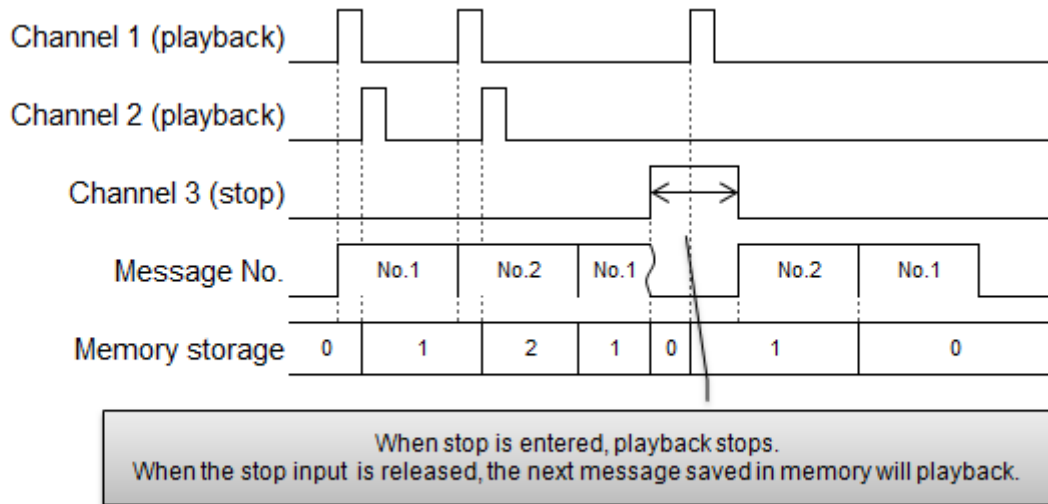 Channel 1 (playback)
Channel 2 (playback)
Channel 3 (stop)
Message No.
No.1
No.2
No.1
No.2
No.1
Memory storage
0
1
2
1
0
1
0
When stop is entered, playback stops.
When the stop input is released, the next message saved in memory will playback.